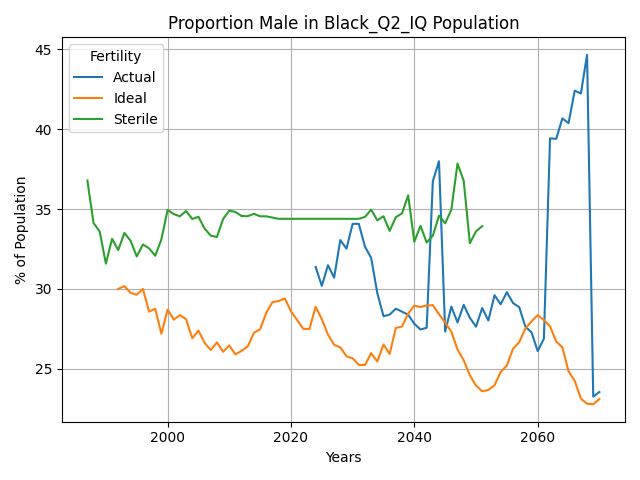 Proportion Male in Black_Q2_IQ Population
Fertility
Actual
Ideal
Sterile
% of Population
45
40
35
30
25
2000
2020
2040
2060
Years